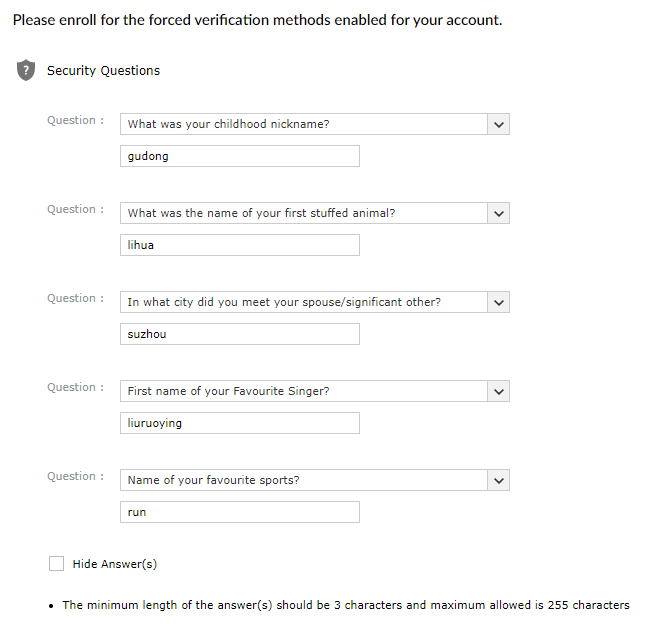 Please enroll for the forced verification methods enabled for your account.
Security Questions
Question : What was your childhood nickname?
gudong
Question : What was the name of your first stuffed animal?
lihua
Question : In what city did you meet your spouse/significant other?
suzhou
Question : First name of your Favourite Singer?
liuruoying
Question : Name of your favourite sports?
run
Hide Answer(s)
• The minimum length of the answer(s) should be 3 characters and maximum allowed is 255 characters